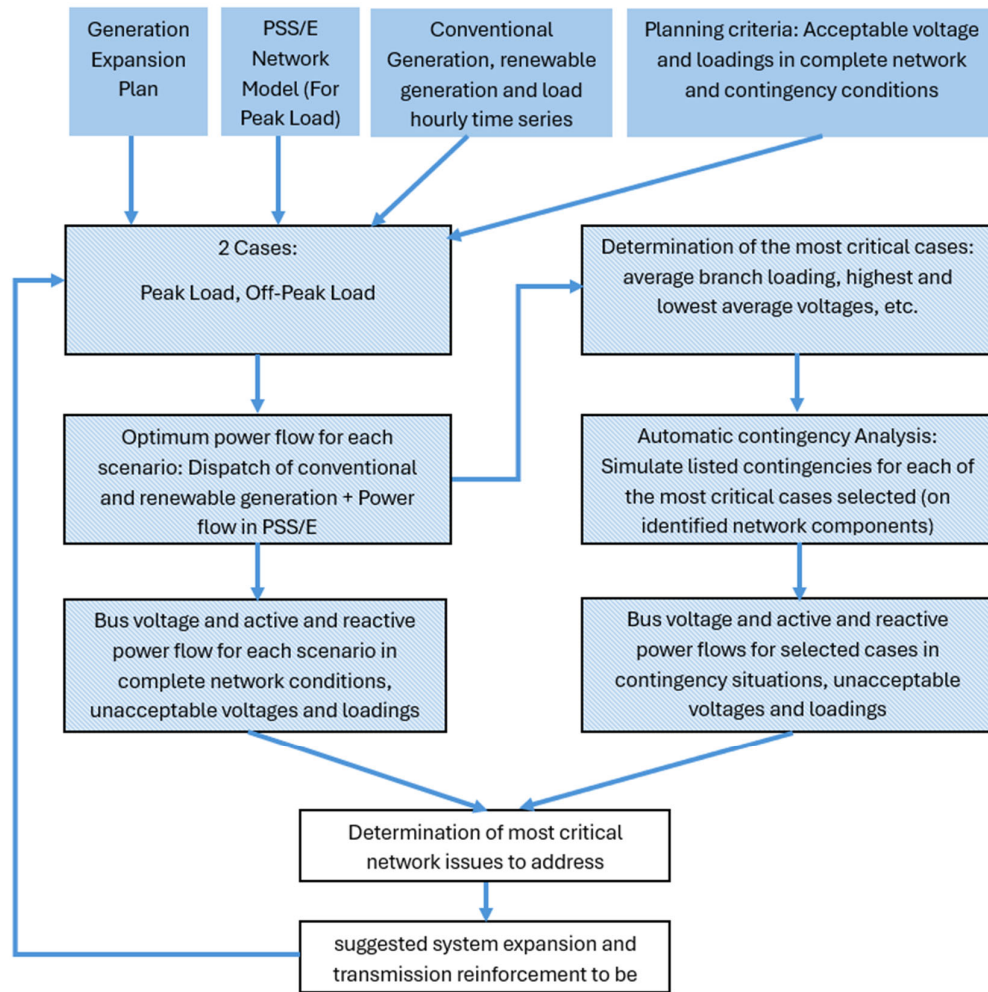 Generation
Expansion
Plan
PSS/E
Network
Model (For
Peak Load)
Conventional
Generation, renewable
generation and load
hourly time series
Planning criteria: Acceptable voltage
and loadings in complete network
and contingency conditions
2 Cases:
Peak Load, Off-Peak Load
Determination of the most critical cases:
average branch loading, highest and
lowest average voltages, etc.
Optimum power flow for each
scenario: Dispatch of conventional
and renewable generation + Power
flow in PSS/E
Automatic contingency Analysis:
Simulate listed contingencies for each of
the most critical cases selected (on
identified network components)
Bus voltage and active and reactive
power flow for each scenario in
complete network conditions,
unacceptable voltages and loadings
Bus voltage and active and reactive
power flows for selected cases in
contingency situations, unacceptable
voltages and loadings
Determination of most critical
network issues to address
suggested system expansion and
transmission reinforcement to be